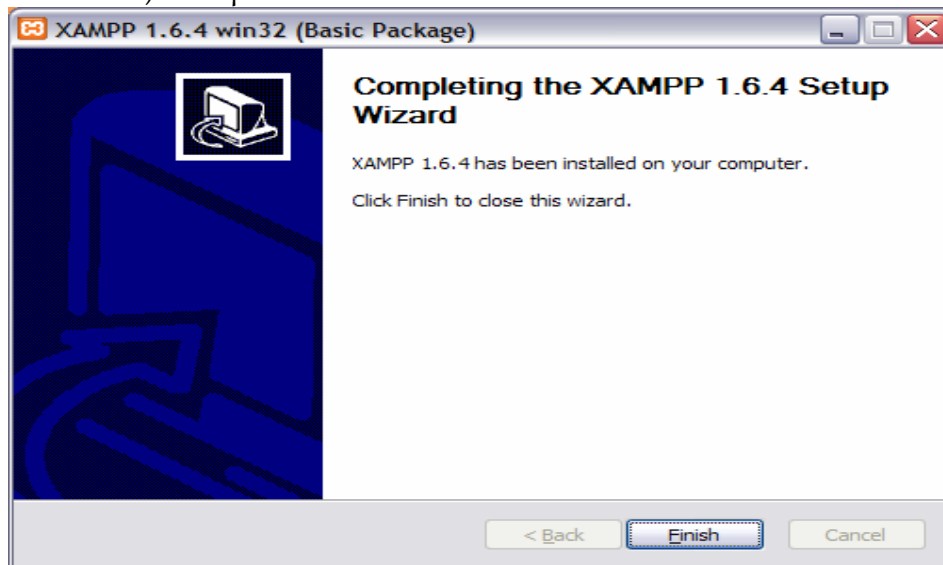 XAMPP 1.6.4 win32 (Basic Package)
Completing the XAMPP 1.6.4 Setup
Wizard
XAMPP 1.6.4 has been installed on your computer.
Click Finish to close this wizard.
< Back
Finish
Cancel